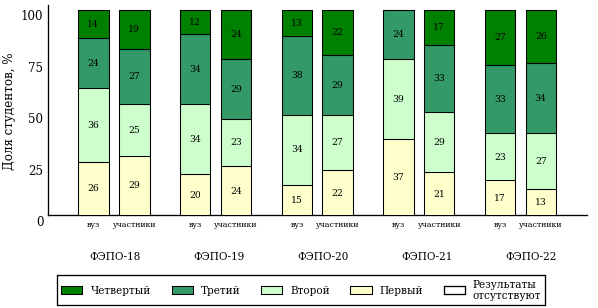 Доля студентов, %
100
75
50
25
0
14 19 12 24 13 22 24 17 27 26
24 27 34 29 38 29 39 33 33 34
36 25 34 23 34 27 37 29 23 27
26 29 20 24 15 22 21 17 13
вуз участники вуз участники вуз участники вуз участники вуз участники
ФЭПО-18 ФЭПО-19 ФЭПО-20 ФЭПО-21 ФЭПО-22
Четвертый Третий Второй Первый Результаты
отсутствуют